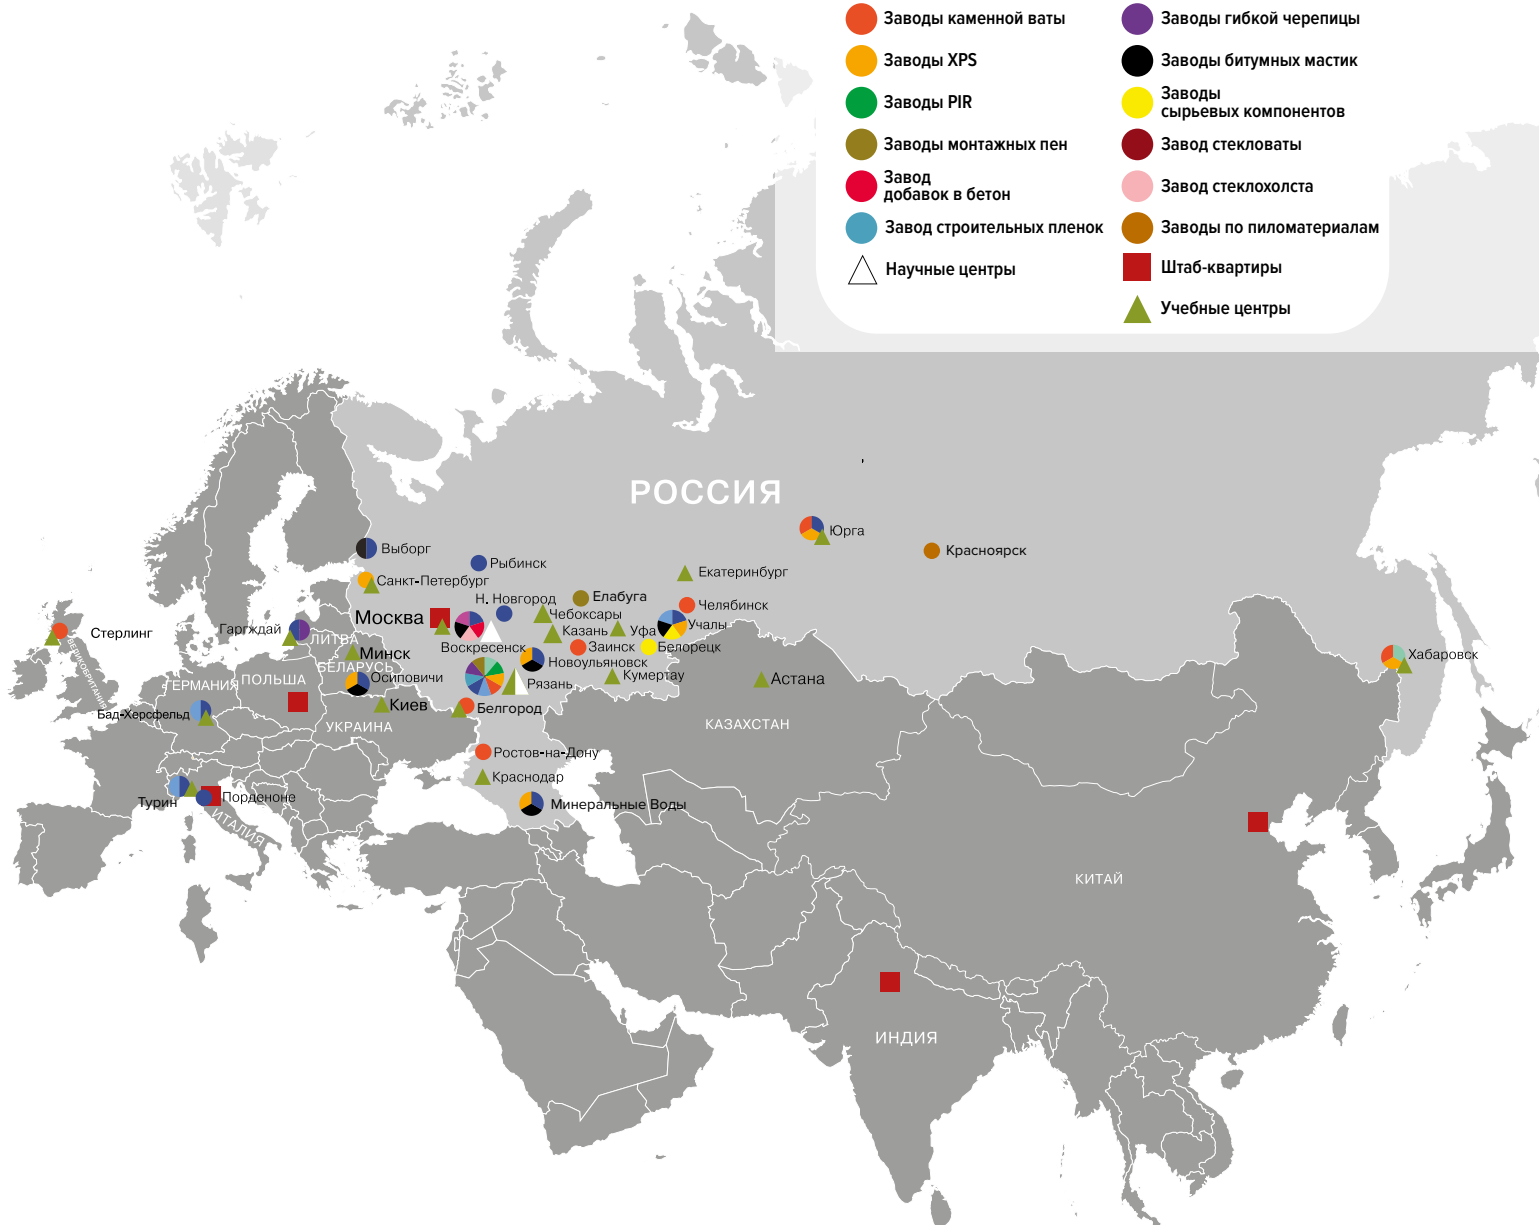 Заводы каменной ваты
Заводы XPS
Заводы PIR
Заводы монтажных пен
Завод
добавок в бетон
Завод строительных пленок
Научные центры
Заводы гибкой черепицы
Заводы битумных мастик
Заводы
сырьевых компонентов
Завод стекловаты
Завод стеклохолста
Заводы по пиломатериалам
Штаб-квартиры
Учебные центры
РОССИЯ
Юрга
Красноярск
Выборг
Рыбинск
Санкт-Петербург
Екатеринбург
Н. Новгород
Елабуга
Челябинск
Москва
Чебоксары
Учалы
Стерлинг
Гаргждай
Казань
Уфа
ЛИТВА
Воскресенск
Заинск
Белорецк
Минск
Новоульяновск
Хабаровск
ВЕЛИКОБРИТАНИЯ
БЕЛАРУСЬ
Осиповичи
Кумертау
Астана
ГЕРМАНИЯ
ПОЛЬША
Рязань
Бад-Херсфельд
Киев
Белгород
УКРАИНА
КАЗАХСТАН
Ростов-на-Дону
Краснодар
Турин
Порденоне
Минеральные Воды
ИТАЛИЯ
КИТАЙ
ИНДИЯ